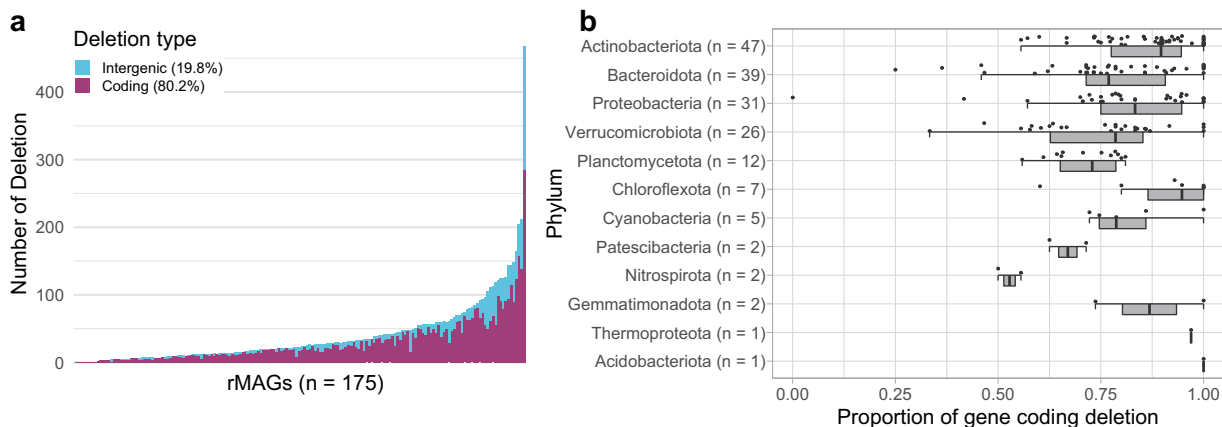 a
Deletion type
Intergenic (19.8%)
Coding (80.2%)
Number of Deletion
400
300
200
100
0
rMAGs (n = 175)
b
Phylum
Actinobacteriota (n = 47)
Bacteroidota (n = 39)
Proteobacteria (n = 31)
Verrucomicrobiota (n = 26)
Planctomycetota (n = 12)
Chloroflexota (n = 7)
Cyanobacteria (n = 5)
Patescibacteria (n = 2)
Nitrospirota (n = 2)
Gemmatimonadota (n = 2)
Thermoproteota (n = 1)
Acidobacteriota (n = 1)
0.00 0.25 0.50 0.75 1.00
Proportion of gene coding deletion